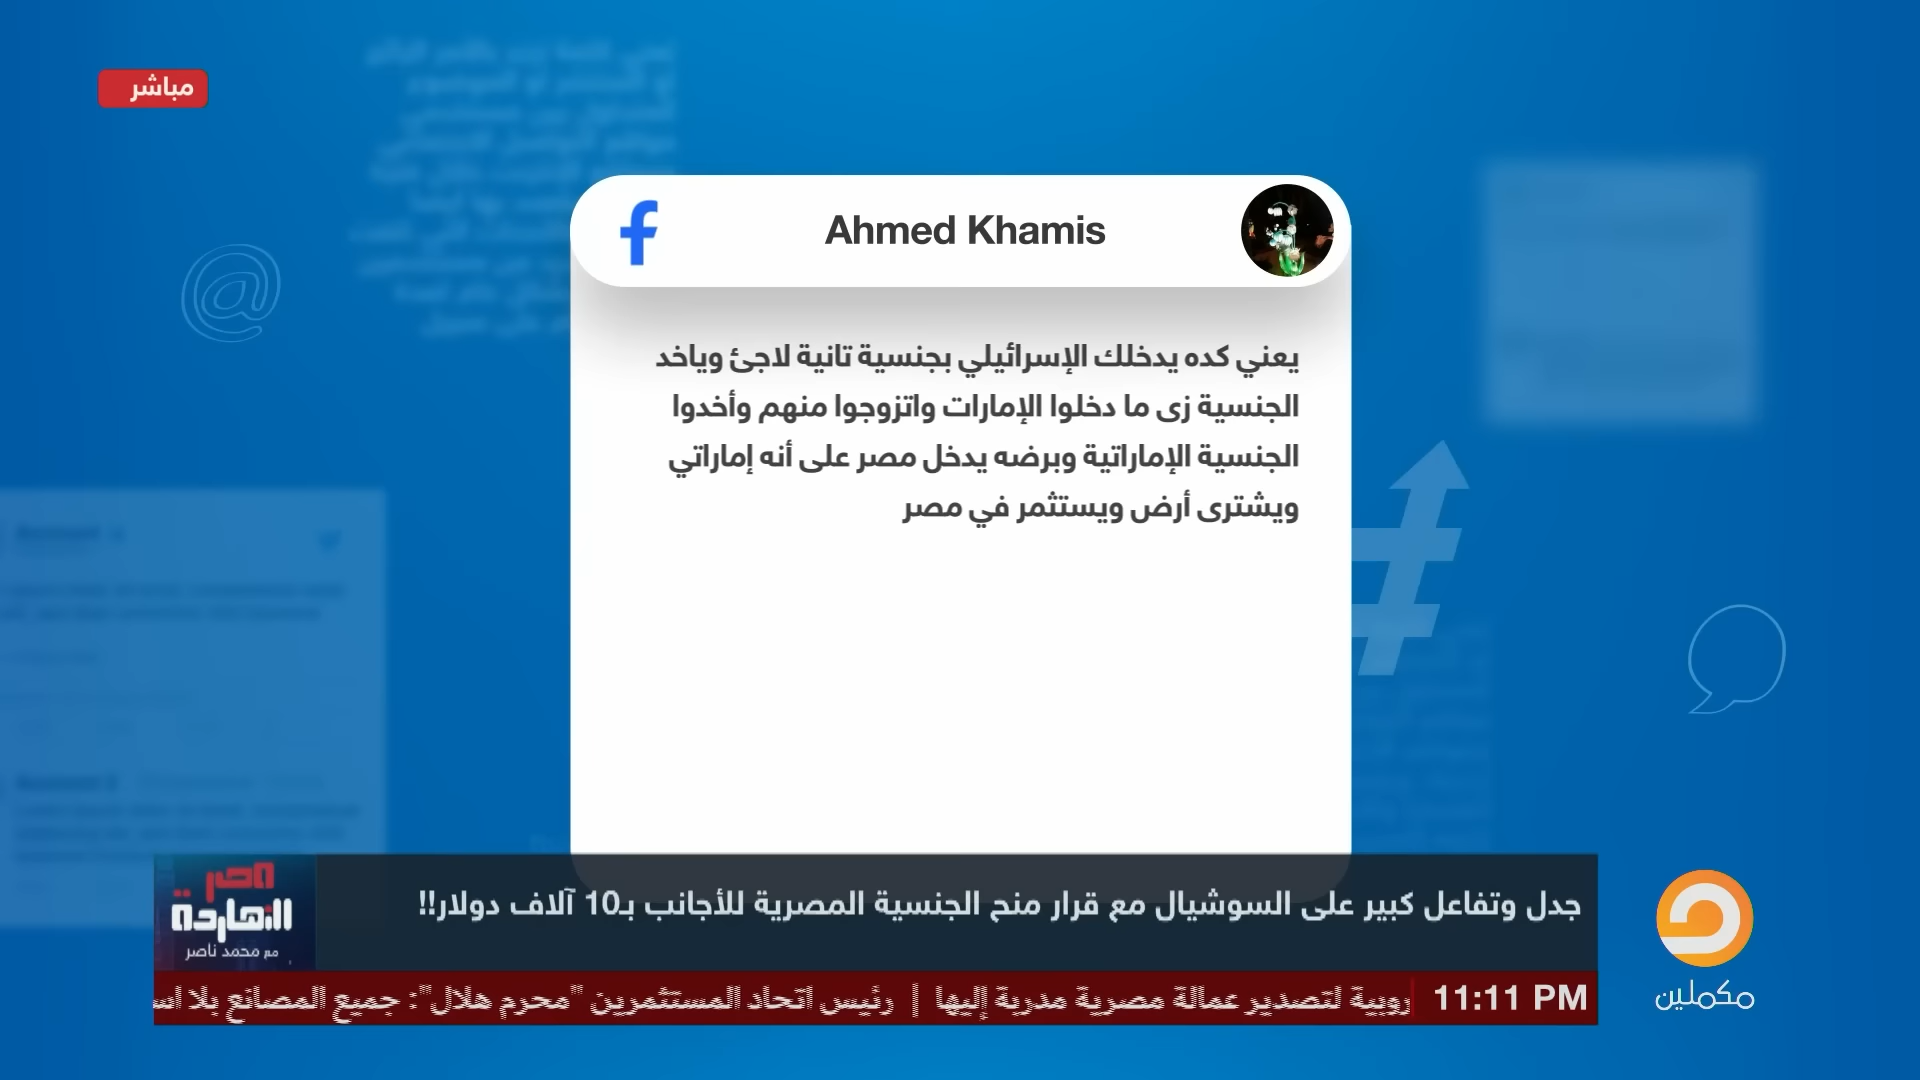 مباشر
Ahmed Khamis
يعني كده يدخلك الإسرائيلي بجنسية تانية لاجئ وياخد
الجنسية زى ما دخلوا الإمارات واتزوجوا منهم وأخدوا
الجنسية الإماراتية وبرضه يدخل مصر على أنه إماراتي
ويشترى أرض ويستثمر في مصر
جدل وتفاعل كبير على السوشيال مع قرار منح الجنسية المصرية للأجانب بـ10 آلاف دولار!!
مصر
النهاردة
مع محمد ناصر
11:11 PM
لتصدير عمالة مصرية مدربة إليها | رئيس اتحاد المستثمرين "محرم هلال": جميع المصانع بلا
مكملين